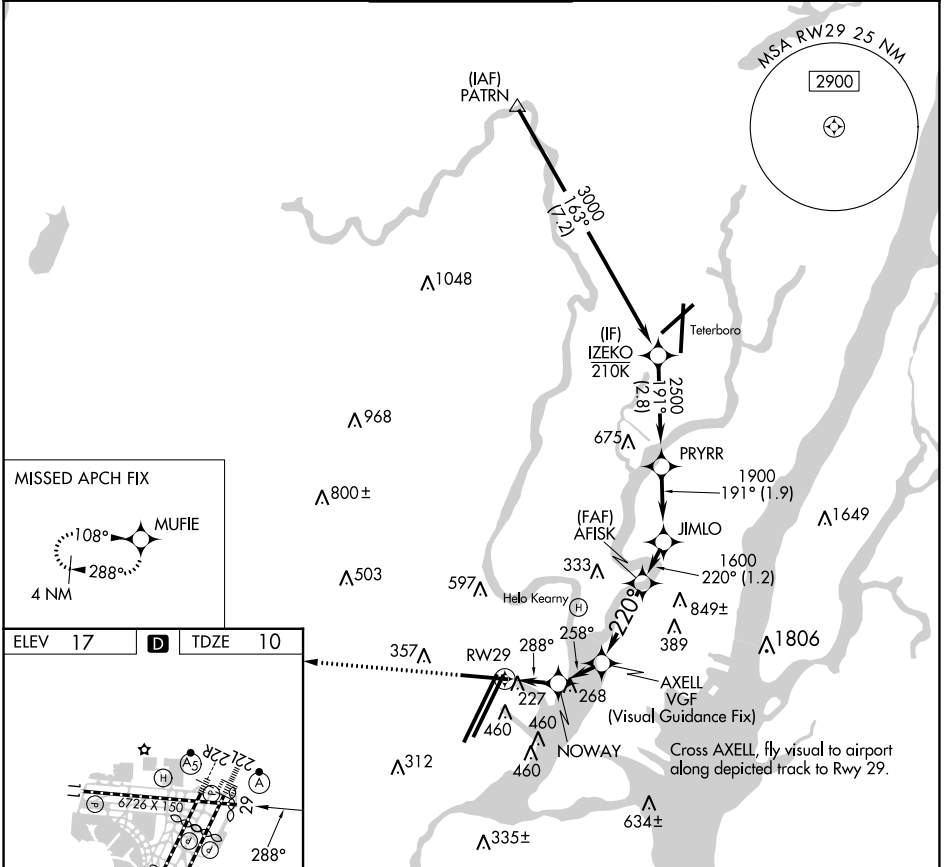 MSA RW29 25 NM
2900
(IAF)
PATRN
3000
163°
(7.2)
1048
Teterboro
(IF)
IZEKO
210K
2500
191°
(2.8)
968
675
PRYRR
1900
191° (1.9)
MISSED APCH FIX
MUFIE
108°
288°
4 NM
800±
(FAF)
AFISK
JIMLO
1649
1600
220° (1.2)
503
597
333
Helo Kearny
H
220°
849±
389
1806
ELEV 17
D
TDZE 10
357
RW29
288°
258°
227
268
AXELL
VGF
(Visual Guidance Fix)
460
460
460
NOWAY
Cross AXELL, fly visual to airport
along depicted track to Rwy 29.
312
634±
335±
H
A5
22R
22L
A
11
P
6726 X 150
29
P
P
288°